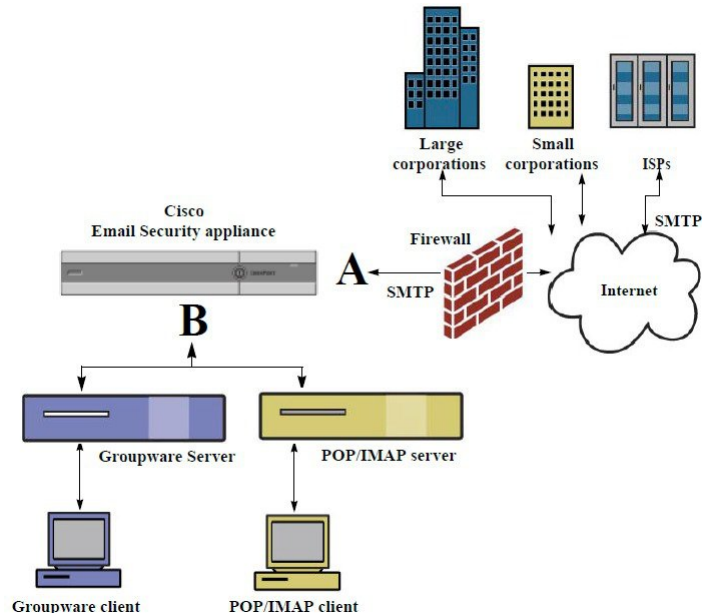 Large
corporations
Small
corporations
ISPs
Cisco
Email Security appliance
Firewall
SMTP
A
SMTP
Internet
B
Groupware Server
POP/IMAP server
Groupware client
POP/IMAP client